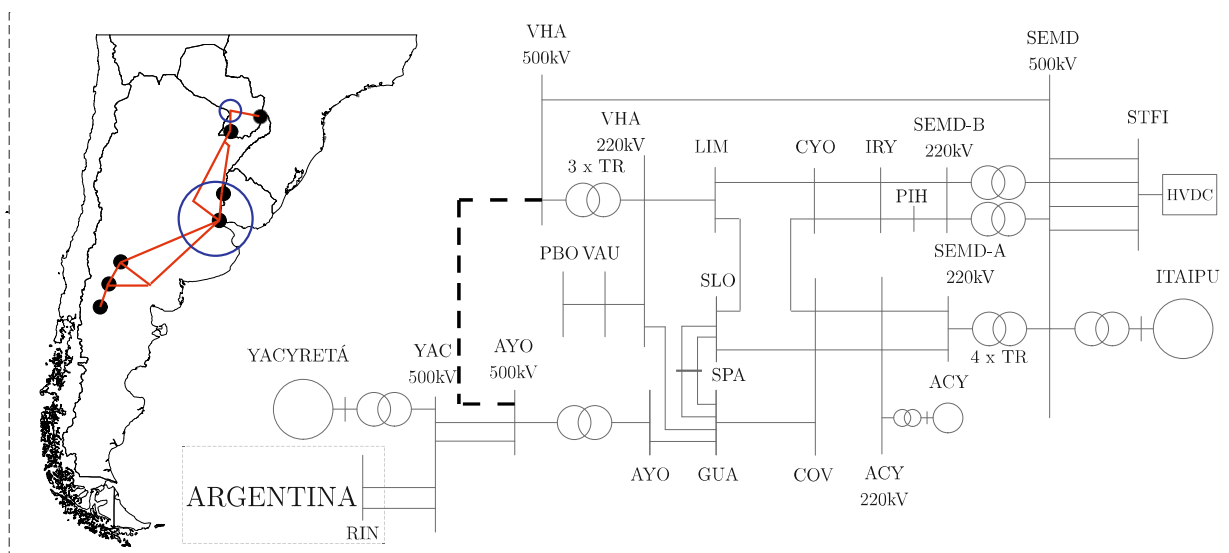 VHA
500kV
SEMD
500kV
VHA
220kV
3 x TR
LIM
CYO
IRY
SEMD-B
220kV
STFI
PIH
HVDC
SEMD-A
220kV
PBO VAU
SLO
ITAIPU
YACYRETÁ
YAC
500kV
AYO
500kV
4 x TR
SPA
ACY
AYO
GUA
COV
ACY
220kV
ARGENTINA
RIN